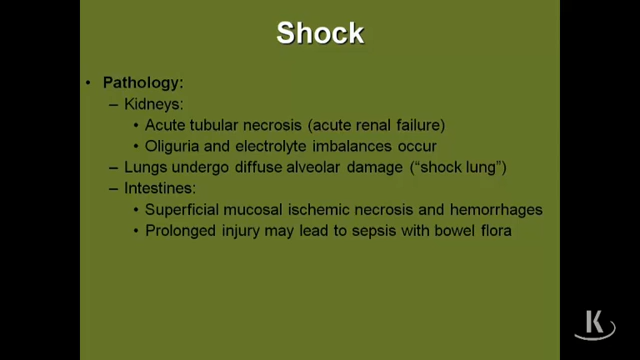 Shock
• Pathology:
– Kidneys:
• Acute tubular necrosis (acute renal failure)
• Oliguria and electrolyte imbalances occur
– Lungs undergo diffuse alveolar damage (“shock lung”)
– Intestines:
• Superficial mucosal ischemic necrosis and hemorrhages
• Prolonged injury may lead to sepsis with bowel flora
K